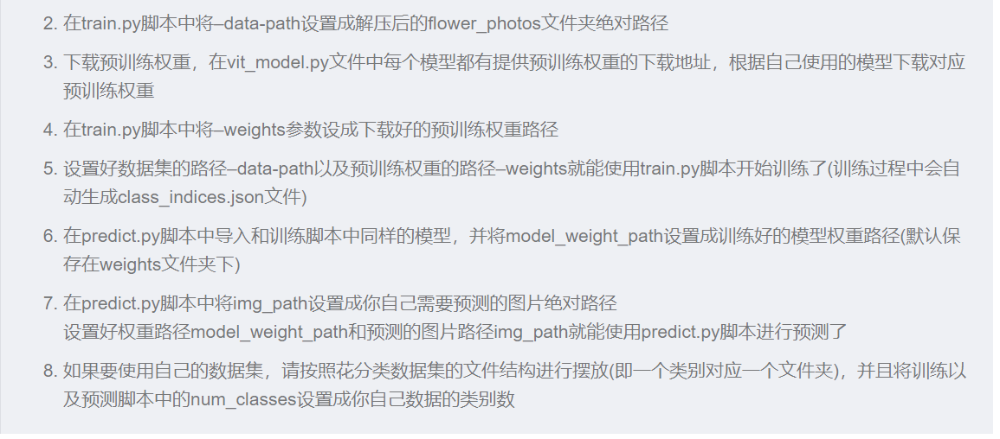 2. 在train.py脚本中将–data-path设置成解压后的flower_photos文件夹绝对路径
3. 下载预训练权重，在vit_model.py文件中每个模型都有提供预训练权重的下载地址，根据自己使用的模型下载对应
预训练权重
4. 在train.py脚本中将–weights参数设成下载好的预训练权重路径
5. 设置好数据集的路径–data-path以及预训练权重的路径–weights就能使用train.py脚本开始训练了(训练过程中会自
动生成class_indices.json文件)
6. 在predict.py脚本中导入和训练脚本中同样的模型，并将model_weight_path设置成训练好的模型权重路径(默认保
存在weights文件夹下)
7. 在predict.py脚本中将img_path设置成你自己需要预测的图片绝对路径
设置好权重路径model_weight_path和预测的图片路径img_path就能使用predict.py脚本进行预测了
8. 如果要使用自己的数据集，请按照花分类数据集的文件结构进行摆放(即一个类别对应一个文件夹)，并且将训练以
及预测脚本中的num_classes设置成你自己数据的类别数